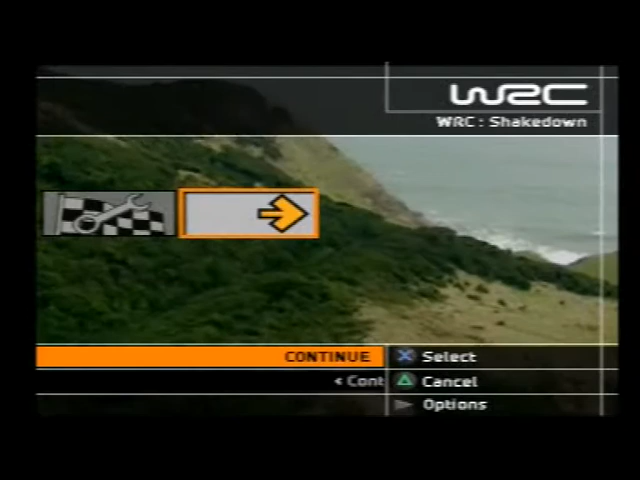 WRC
WRC : Shakedown
CONTINUE
Select
< Cont
Cancel
Options